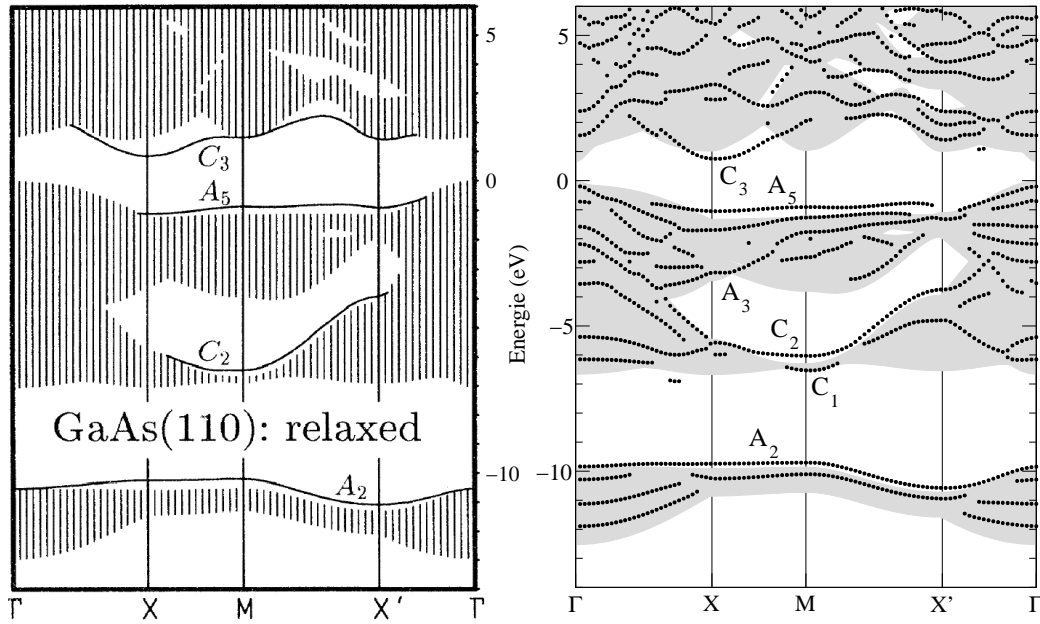 C₃
A₅
C₂
GaAs(110): relaxed
A₂
Γ X M X′ Γ
5
0
−10
Energie (eV)
5
0
−5
−10
C₃
A₅
A₃
C₂
C₁
A₂
Γ X M X' Γ